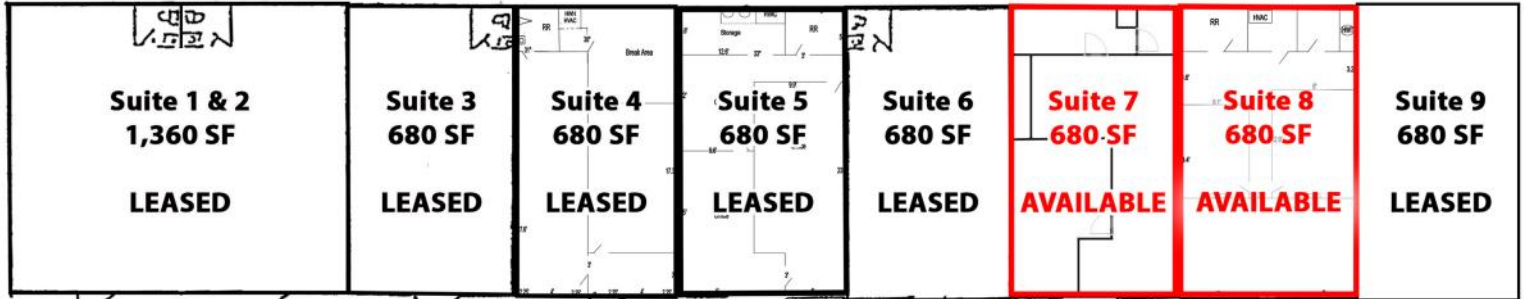 Suite 1 & 2
1,360 SF
LEASED
Suite 3
680 SF
LEASED
RR
HVAC
Break Area
Suite 4
680 SF
LEASED
HVAC
Storage
RR
12'6"
Suite 5
680 SF
LEASED
Suite 6
680 SF
LEASED
Suite 7
680 SF
AVAILABLE
RR
HVAC
Suite 8
680 SF
AVAILABLE
Suite 9
680 SF
LEASED